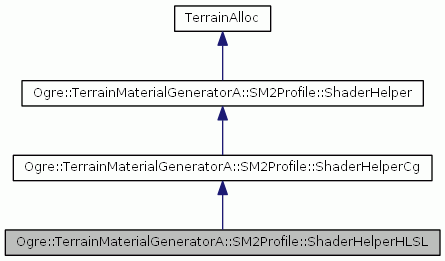 TerrainAlloc
Ogre::TerrainMaterialGeneratorA::SM2Profile::ShaderHelper
Ogre::TerrainMaterialGeneratorA::SM2Profile::ShaderHelperCg
Ogre::TerrainMaterialGeneratorA::SM2Profile::ShaderHelperHLSL